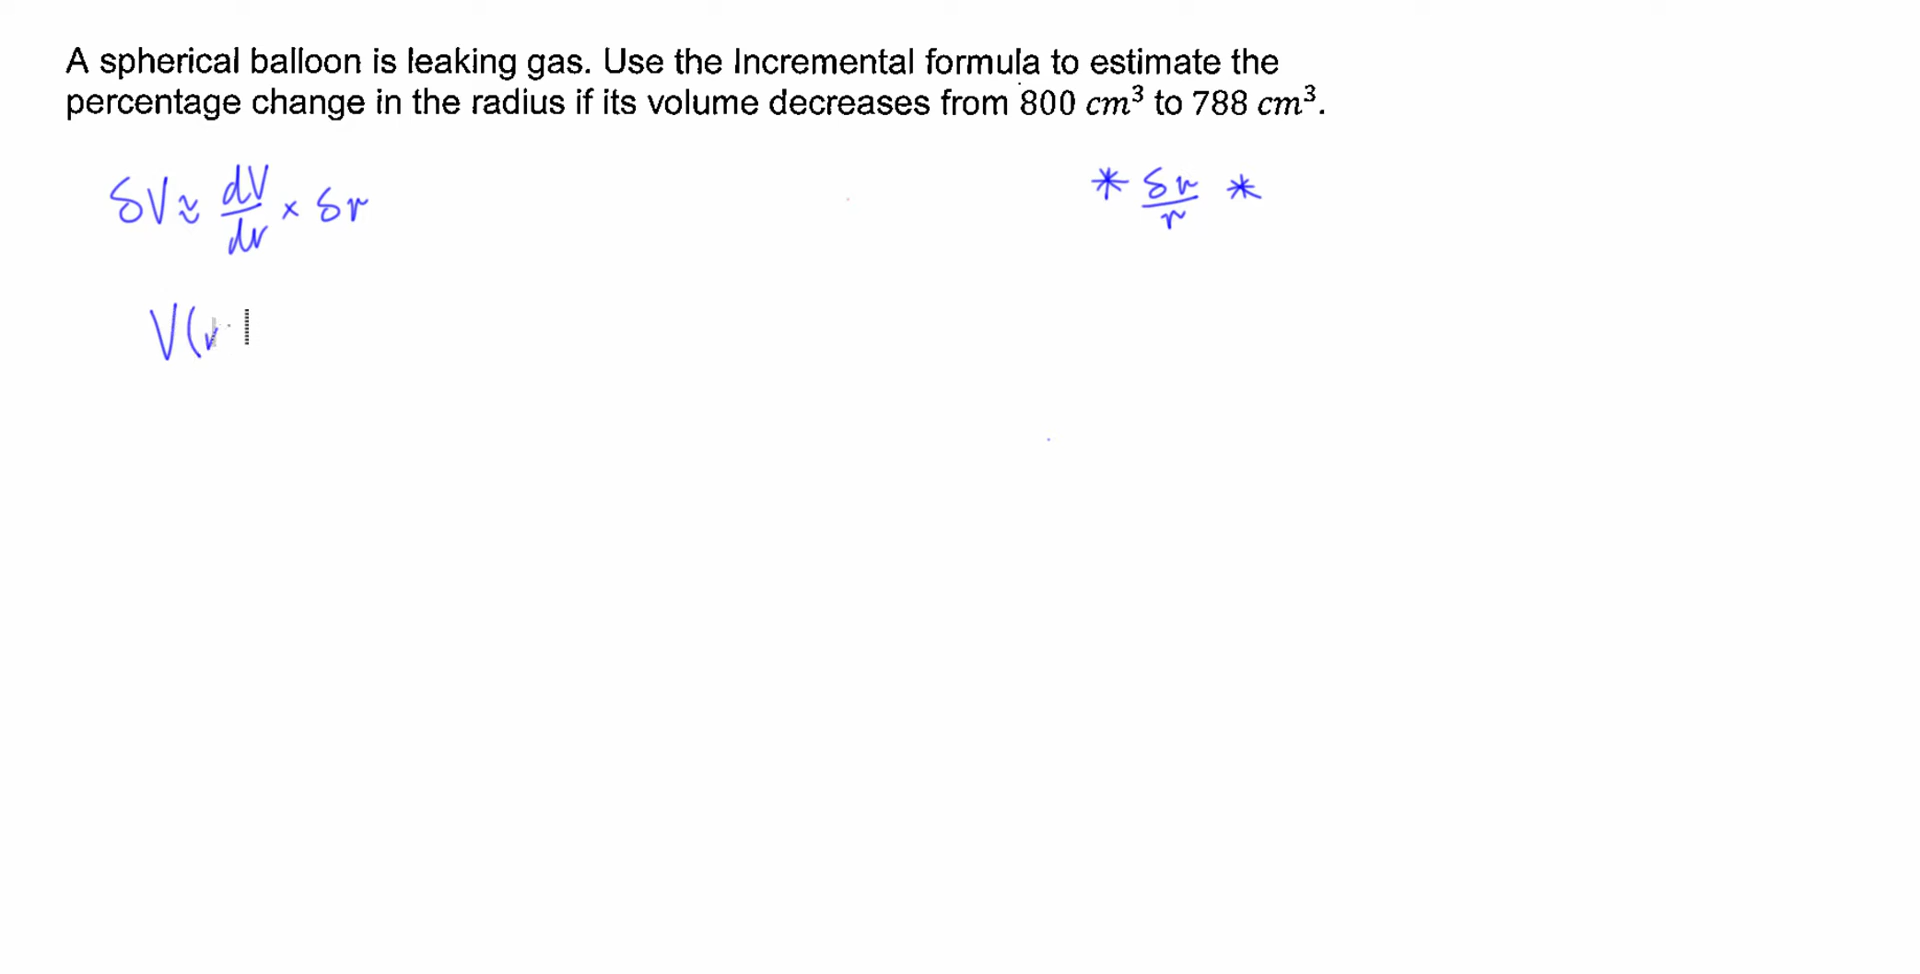 A spherical balloon is leaking gas. Use the Incremental formula to estimate the
percentage change in the radius if its volume decreases from 800 cm³ to 788 cm³.
δV ≈ dV/dr × δr
* δr/r *
V(r